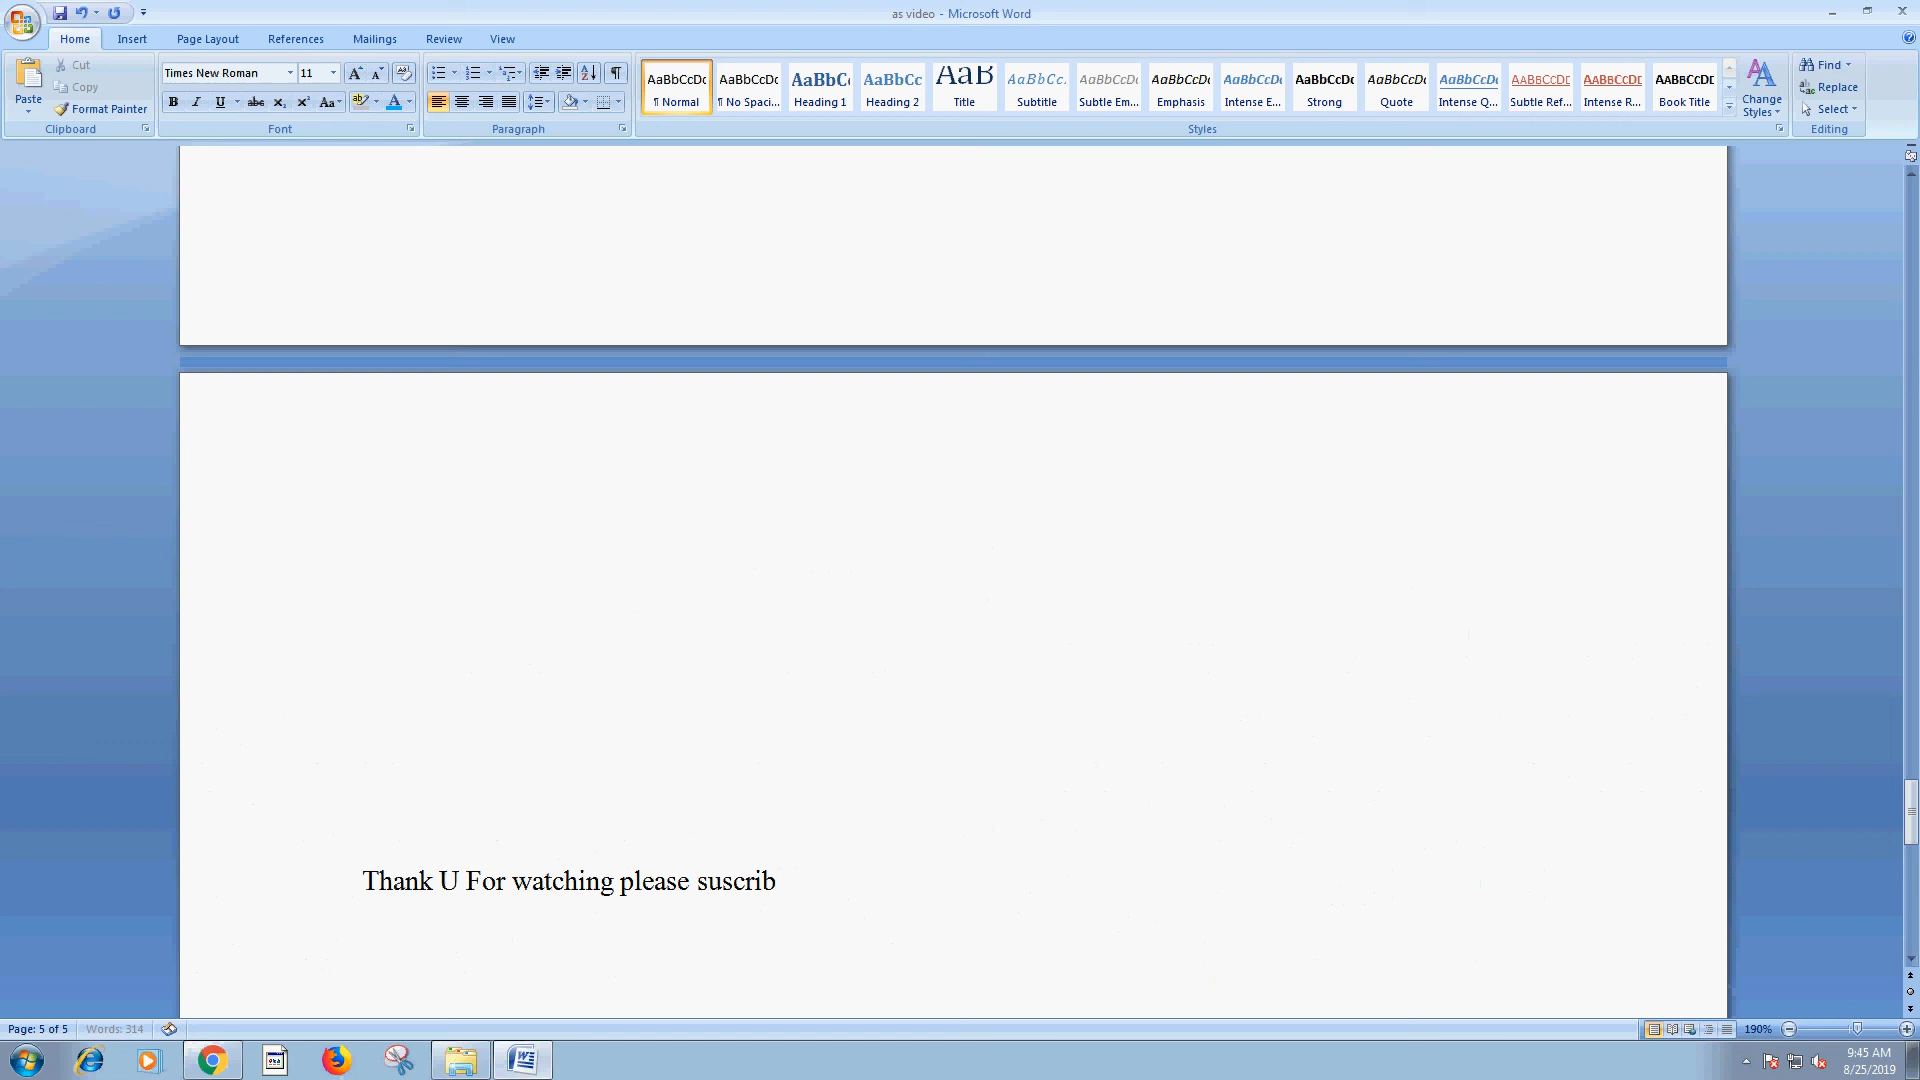 as video - Microsoft Word
Home Insert Page Layout References Mailings Review View
Cut
Copy
Format Painter
Paste
Clipboard
Times New Roman 11
Font
Paragraph
AaBbCcDc AaBbCcDc AaBbC AaBbCc AaB AaBbCc. AaBbCcDc AaBbCcDc AaBbCcDc AaBbCcDc AaBbCcDc AaBbCcDc AABBCCDC AABBCCDC AABBCCDC
¶ Normal ¶ No Spaci... Heading 1 Heading 2 Title Subtitle Subtle Em... Emphasis Intense E... Strong Quote Intense Q... Subtle Ref... Intense R... Book Title
Change Styles
Styles
Find
Replace
Select
Editing
Thank U For watching please suscrib
Page: 5 of 5 Words: 314 190%
9:45 AM
8/25/2019